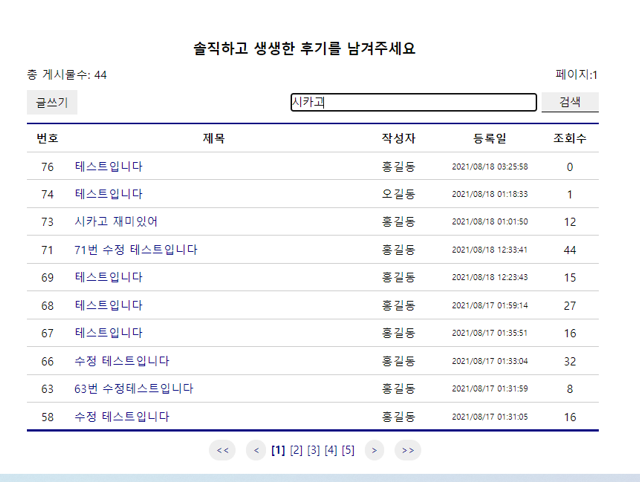 솔직하고 생생한 후기를 남겨주세요
총 게시물수: 44 페이지:1
글쓰기 시카고 검색
번호 제목 작성자 등록일 조회수
76 테스트입니다 홍길동 2021/08/18 03:25:58 0
74 테스트입니다 오길동 2021/08/18 01:18:33 1
73 시카고 재미있어 홍길동 2021/08/18 01:01:50 12
71 71번 수정 테스트입니다 홍길동 2021/08/18 12:33:41 44
69 테스트입니다 홍길동 2021/08/18 12:23:43 15
68 테스트입니다 홍길동 2021/08/17 01:59:14 27
67 테스트입니다 홍길동 2021/08/17 01:35:51 16
66 수정 테스트입니다 홍길동 2021/08/17 01:33:04 32
63 63번 수정테스트입니다 홍길동 2021/08/17 01:31:59 8
58 수정 테스트입니다 홍길동 2021/08/17 01:31:05 16
<< < [1] [2] [3] [4] [5] > >>